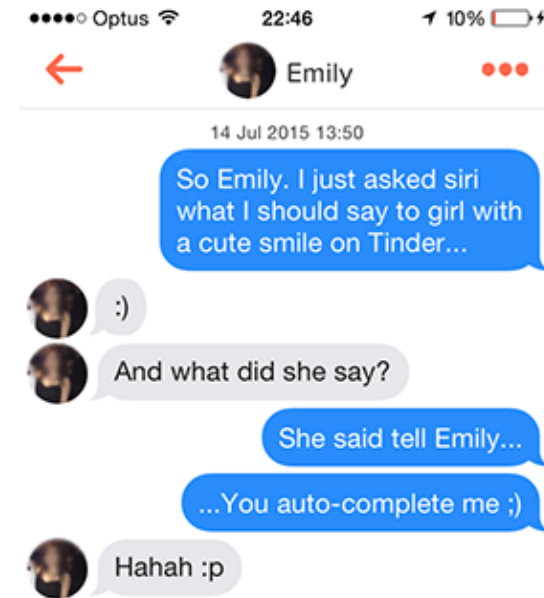 Optus 22:46 10%
Emily
14 Jul 2015 13:50
So Emily. I just asked siri
what I should say to girl with
a cute smile on Tinder...
:)
And what did she say?
She said tell Emily...
...You auto-complete me ;)
Hahah :p